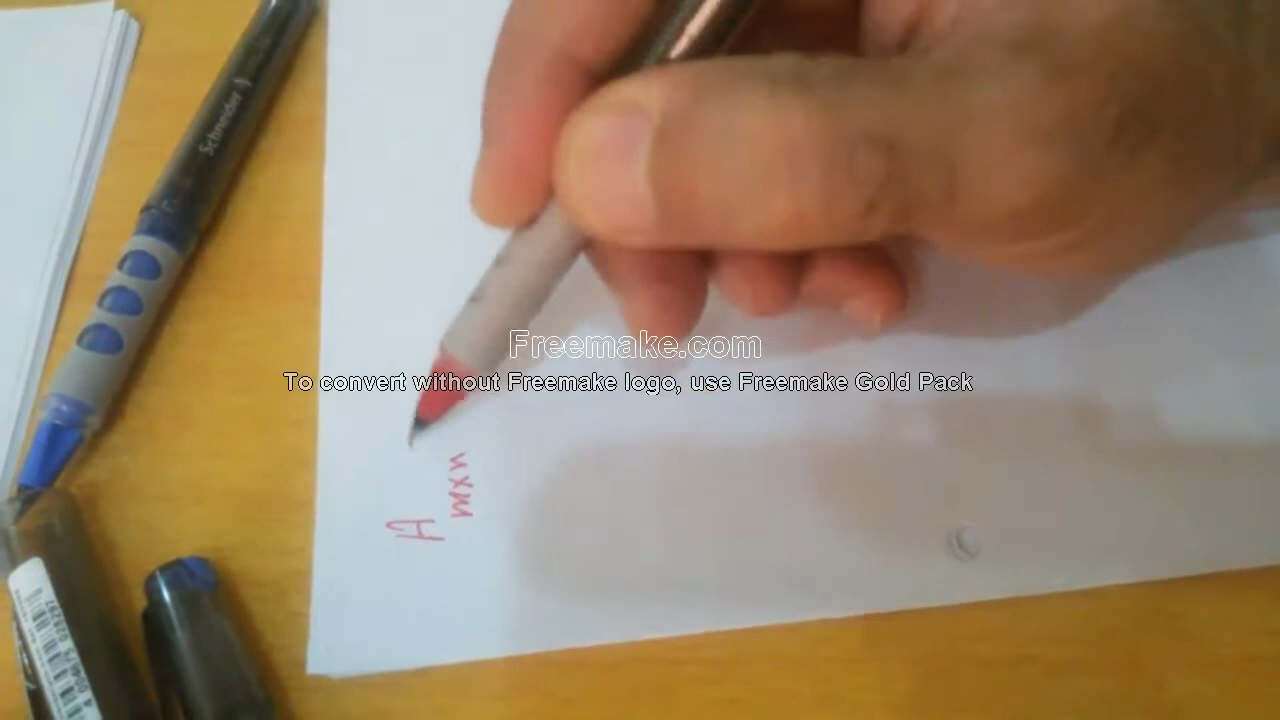 Schneider
Freemake.com
To convert without Freemake logo, use Freemake Gold Pack
A
mxn